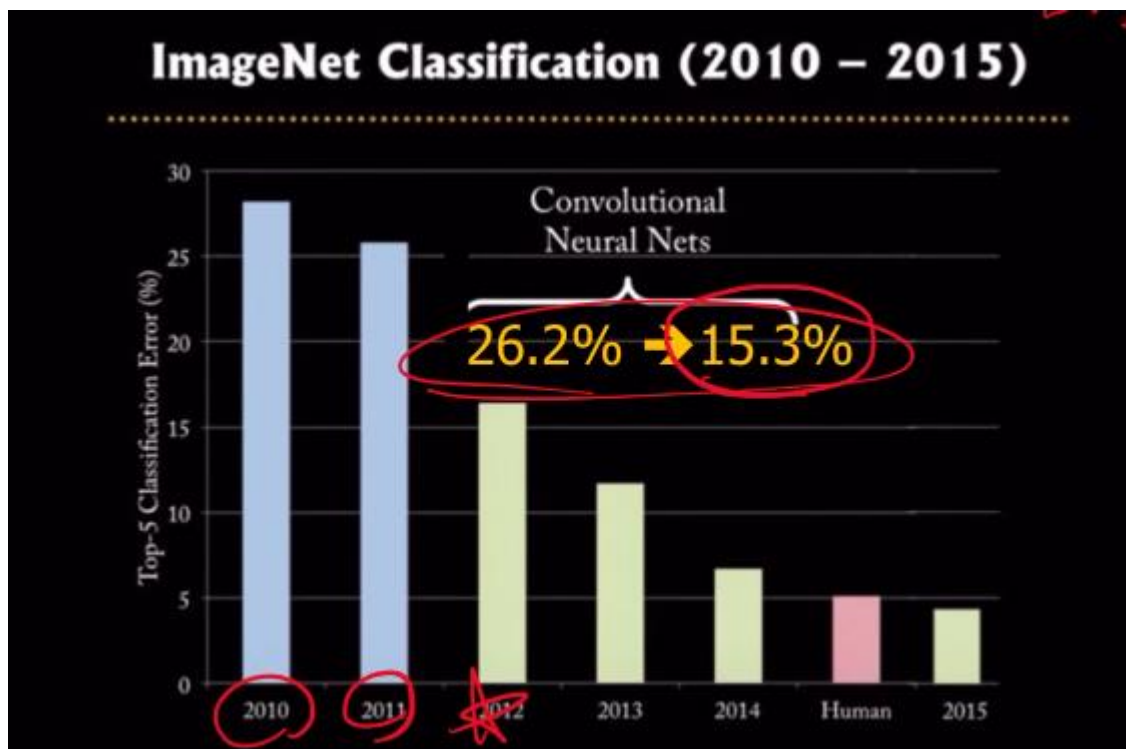 ImageNet Classification (2010 – 2015)
30
Convolutional
Neural Nets
25
26.2% → 15.3%
20
15
10
5
0
Top-5 Classification Error (%)
2010 2011 2012 2013 2014 Human 2015